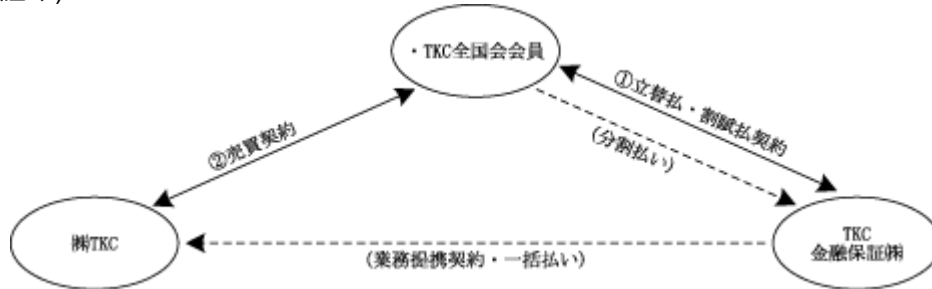 ・TKC全国会会員
①立替払・割賦払契約
(分割払い)
②売買契約
㈱TKC
TKC
金融保証㈱
(業務提携契約・一括払い)